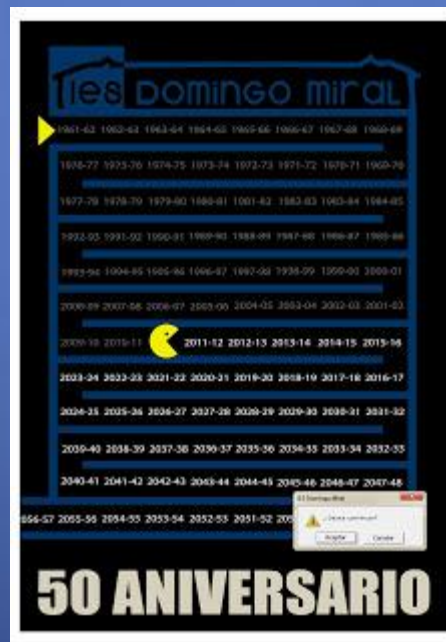 IES DOMINGO MIRAL
1961-62 1962-63 1963-64 1964-65 1965-66 1966-67 1967-68 1968-69
1976-77 1975-76 1974-75 1973-74 1972-73 1971-72 1970-71 1969-70
1977-78 1978-79 1979-80 1980-81 1981-82 1982-83 1983-84 1984-85
1992-93 1991-92 1990-91 1989-90 1988-89 1987-88 1986-87 1985-86
1993-94 1994-95 1995-96 1996-97 1997-98 1998-99 1999-00 2000-01
2008-09 2007-08 2006-07 2005-06 2004-05 2003-04 2002-03 2001-02
2009-10 2010-11 2011-12 2012-13 2013-14 2014-15 2015-16
2023-24 2022-23 2021-22 2020-21 2019-20 2018-19 2017-18 2016-17
2024-25 2025-26 2026-27 2027-28 2028-29 2029-30 2030-31 2031-32
2039-40 2038-39 2037-38 2036-37 2035-36 2034-35 2033-34 2032-33
2040-41 2041-42 2042-43 2043-44 2044-45 2045-46 2046-47 2047-48
2055-56 2054-55 2053-54 2052-53 2051-52
IES Domingo Miral
Aceptar Cancelar
50 ANIVERSARIO